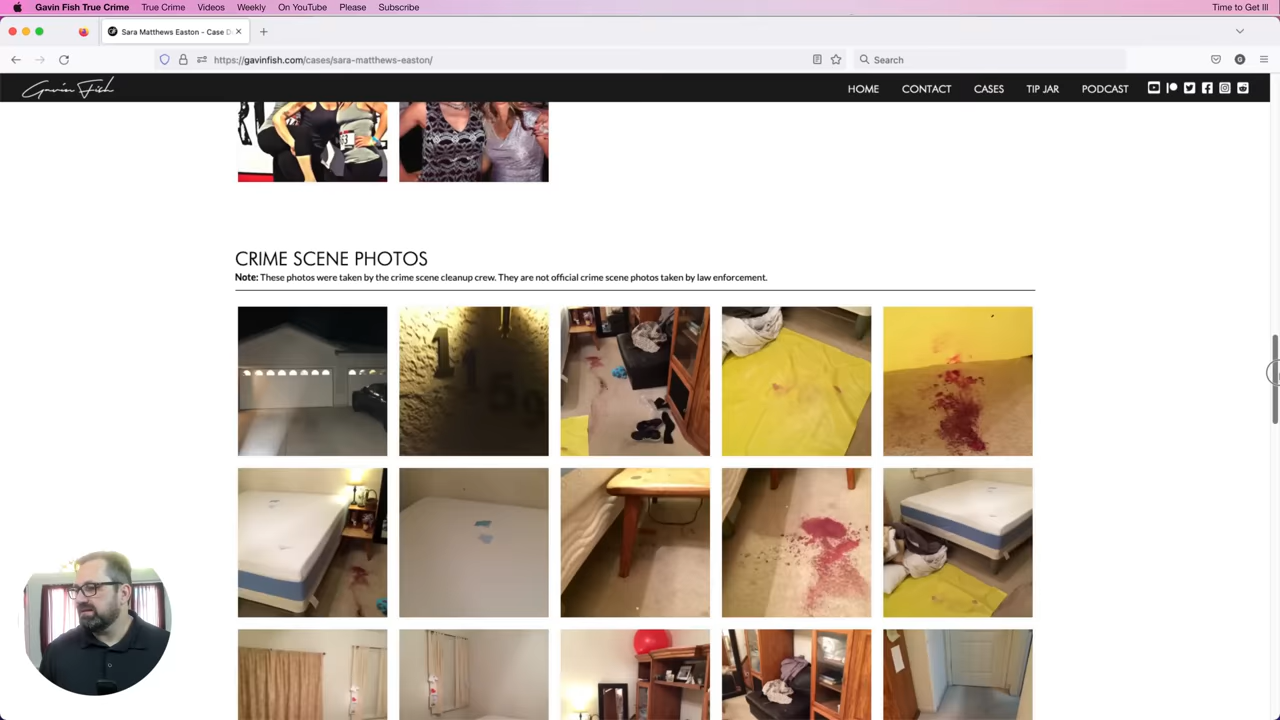 Gavin Fish True Crime True Crime Videos Weekly On YouTube Please Subscribe Time to Get Ill
Sara Matthews Easton - Case D
https://gavinfish.com/cases/sara-matthews-easton/ Search
Gavin Fish HOME CONTACT CASES TIP JAR PODCAST
CRIME SCENE PHOTOS
Note: These photos were taken by the crime scene cleanup crew. They are not official crime scene photos taken by law enforcement.